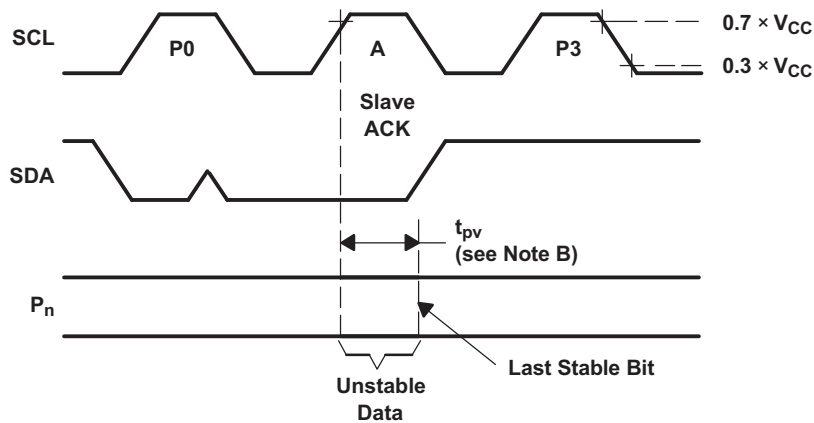 SCL
P0
A
P3
0.7 × VCC
0.3 × VCC
Slave
ACK
SDA
tpv
(see Note B)
Pn
Last Stable Bit
Unstable
Data